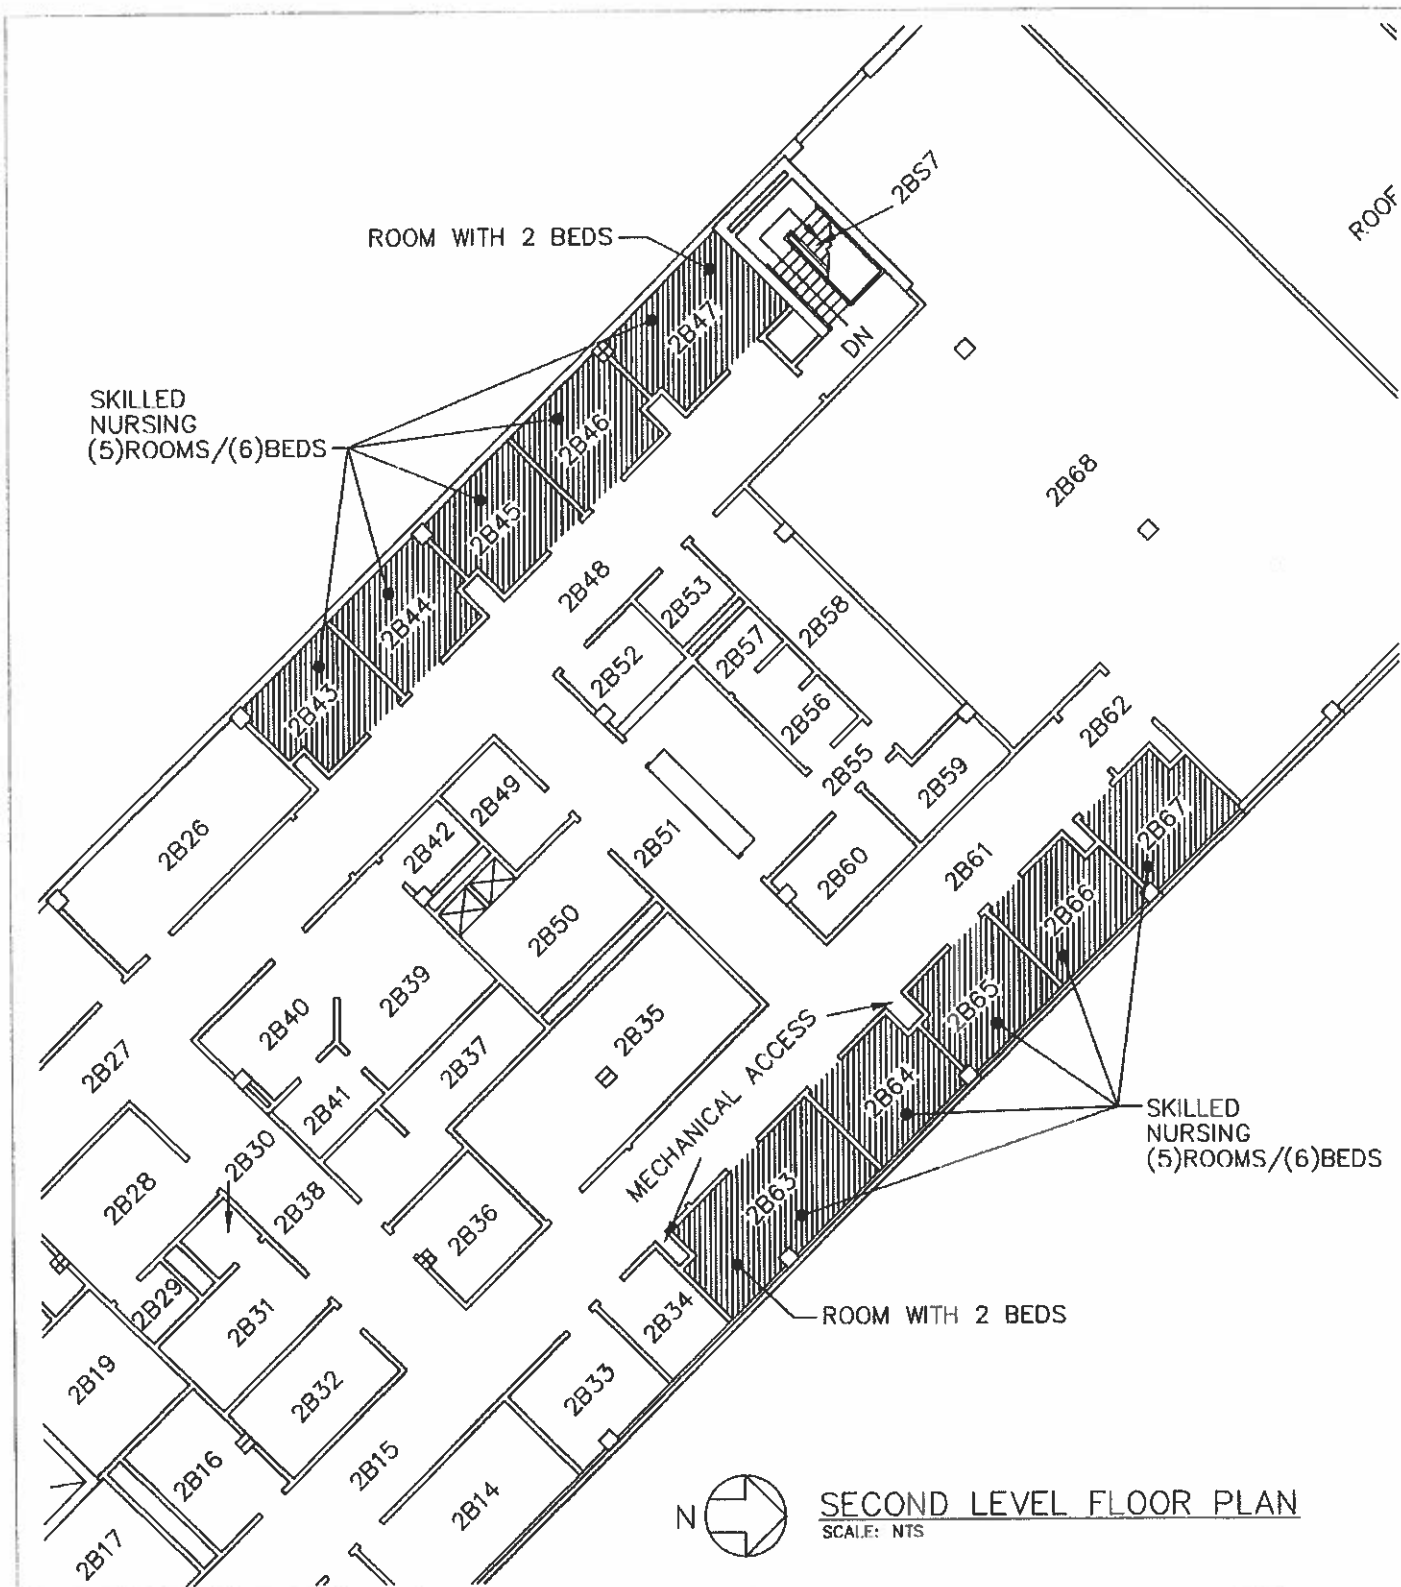 2BS7
ROOF
ROOM WITH 2 BEDS
2B47
DN
SKILLED
NURSING
(5)ROOMS/(6)BEDS
2B46
2B68
2B45
2B48
2B53
2B58
2B44
2B57
2B52
2B43
2B56
2B62
2B55
2B49
2B59
2B26
2B42
2B51
2B67
2B60
2B61
2B66
2B50
2B39
2B40
2B65
2B35
2B27
2B37
MECHANICAL ACCESS
2B64
2B41
SKILLED
NURSING
(5)ROOMS/(6)BEDS
2B30
2B28
2B38
2B63
2B36
2B29
2B31
2B34
ROOM WITH 2 BEDS
2B19
2B32
2B33
2B16
2B15
2B14
2B17
N
SECOND LEVEL FLOOR PLAN
SCALE: NTS